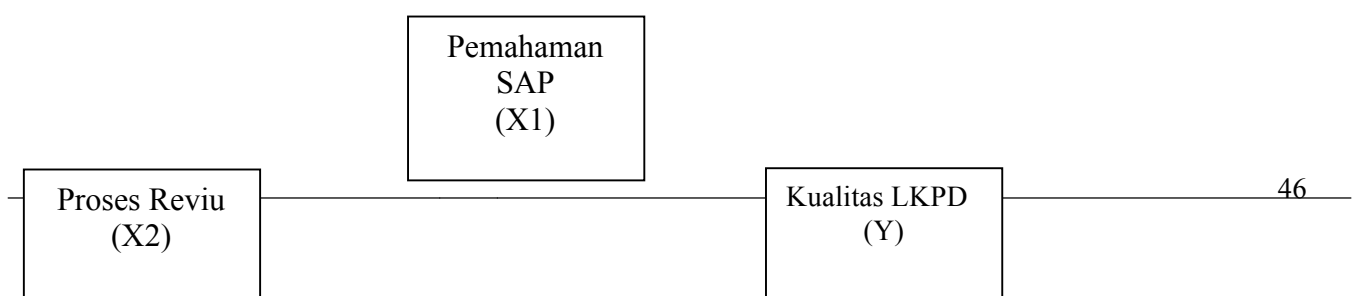 Pemahaman
SAP
(X1)
Proses Reviu
(X2)
Kualitas LKPD
(Y)
46